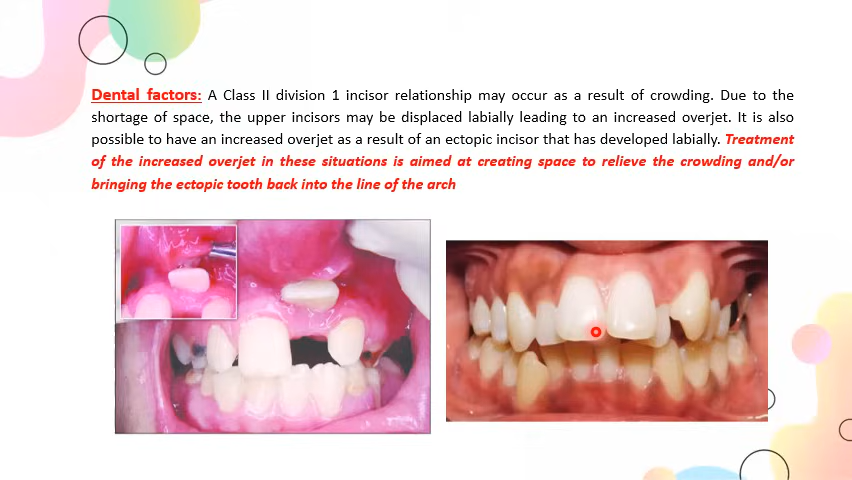 Dental factors: A Class II division 1 incisor relationship may occur as a result of crowding. Due to the
shortage of space, the upper incisors may be displaced labially leading to an increased overjet. It is also
possible to have an increased overjet as a result of an ectopic incisor that has developed labially. Treatment
of the increased overjet in these situations is aimed at creating space to relieve the crowding and/or
bringing the ectopic tooth back into the line of the arch